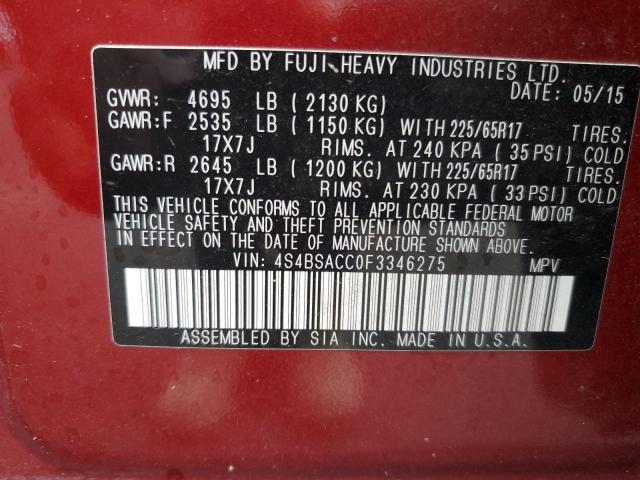 MFD BY FUJI HEAVY INDUSTRIES LTD.
DATE: 05/15
GVWR: 4695 LB (2130 KG)
GAWR:F 2535 LB (1150 KG) WITH 225/65R17 TIRES.
17X7J RIMS. AT 240 KPA (35 PSI) COLD
GAWR:R 2645 LB (1200 KG) WITH 225/65R17 TIRES.
17X7J RIMS. AT 230 KPA (33 PSI) COLD
THIS VEHICLE CONFORMS TO ALL APPLICABLE FEDERAL MOTOR
VEHICLE SAFETY AND THEFT PREVENTION STANDARDS
IN EFFECT ON THE DATE OF MANUFACTURE SHOWN ABOVE.
VIN: 4S4BSACC0F3346275 MPV
ASSEMBLED BY SIA INC. MADE IN U.S.A.